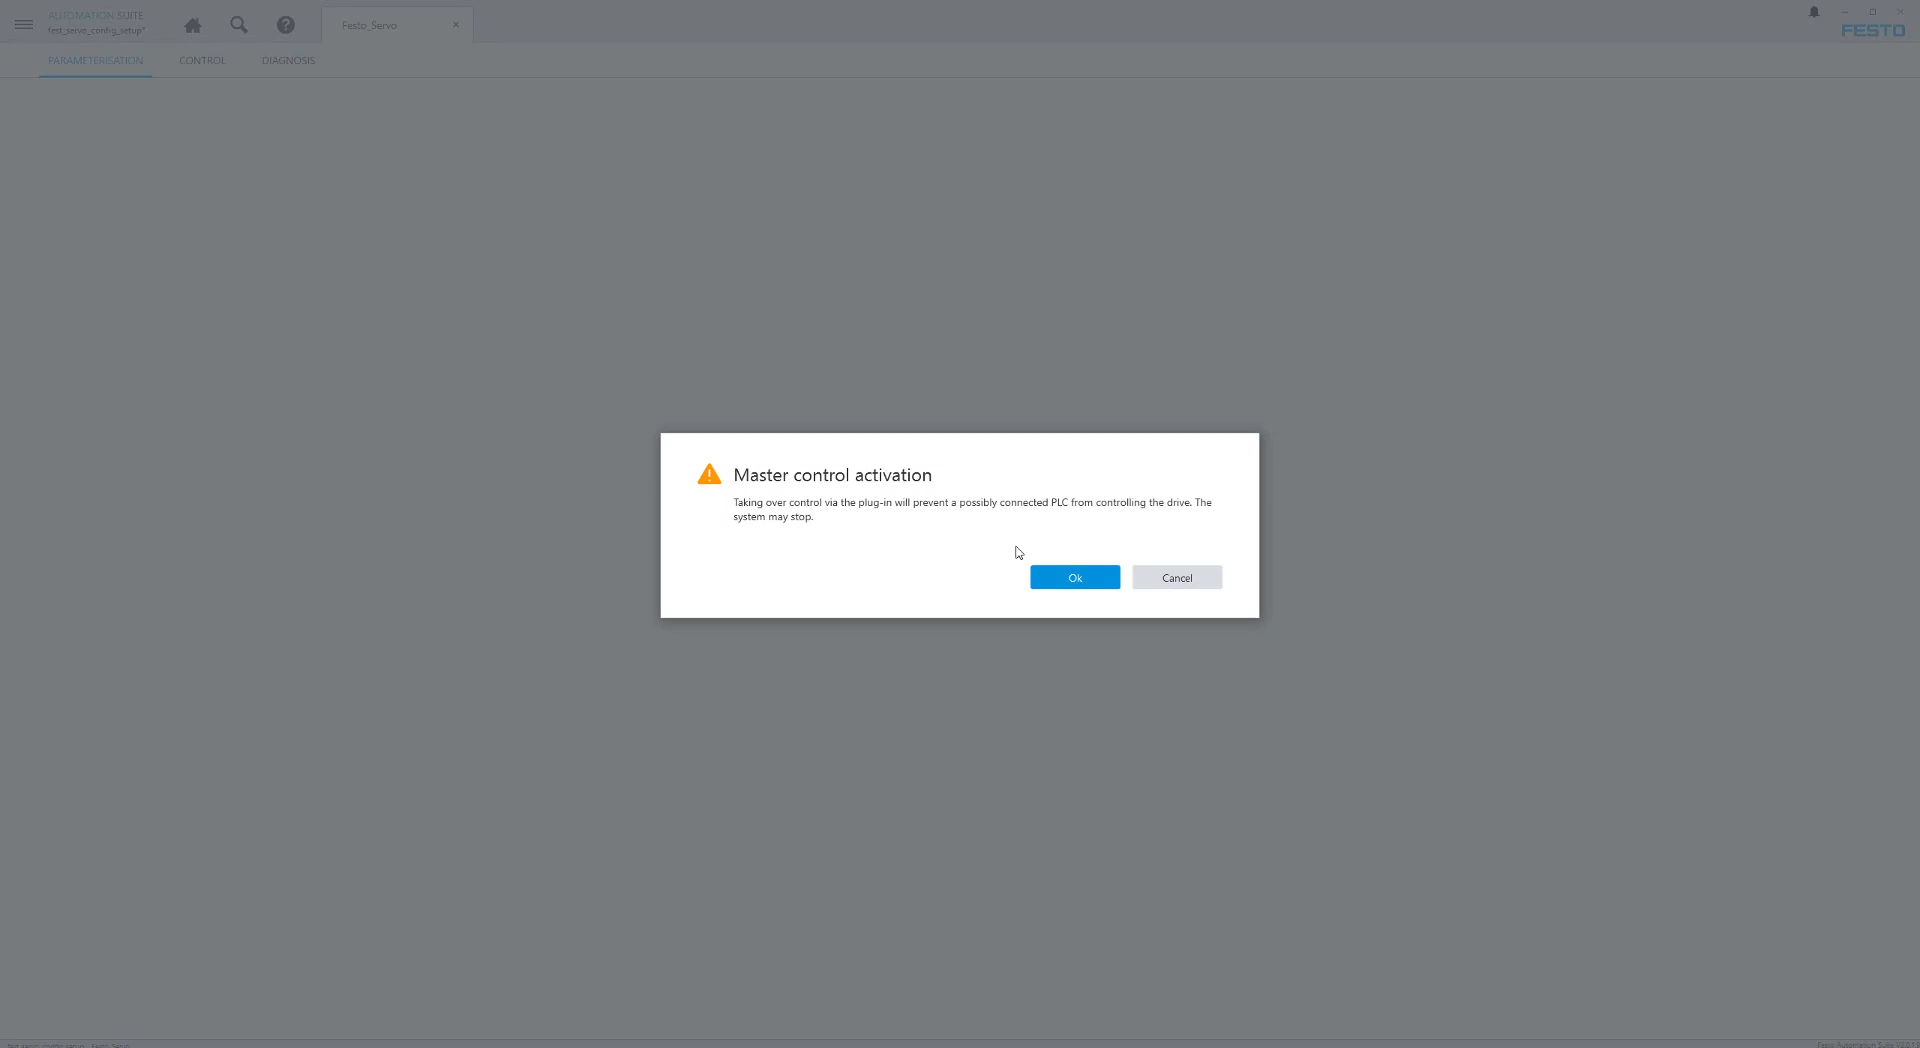 AUTOMATION SUITE
fest_servo_config_setup*
Festo_Servo
FESTO
PARAMETERISATION
CONTROL
DIAGNOSIS
Master control activation
Taking over control via the plug-in will prevent a possibly connected PLC from controlling the drive. The
system may stop.
Ok
Cancel